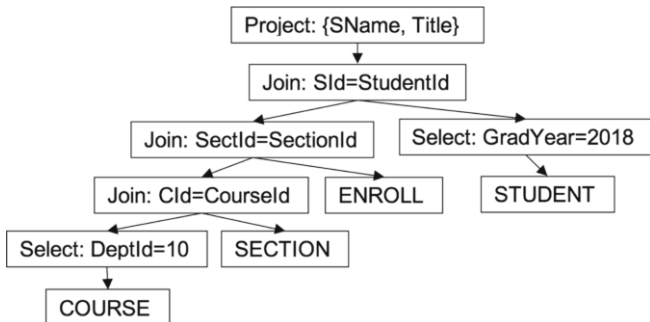 Project: {SName, Title}
Join: SId=StudentId
Join: SectId=SectionId
Select: GradYear=2018
Join: CId=CourseId
ENROLL
STUDENT
Select: DeptId=10
SECTION
COURSE